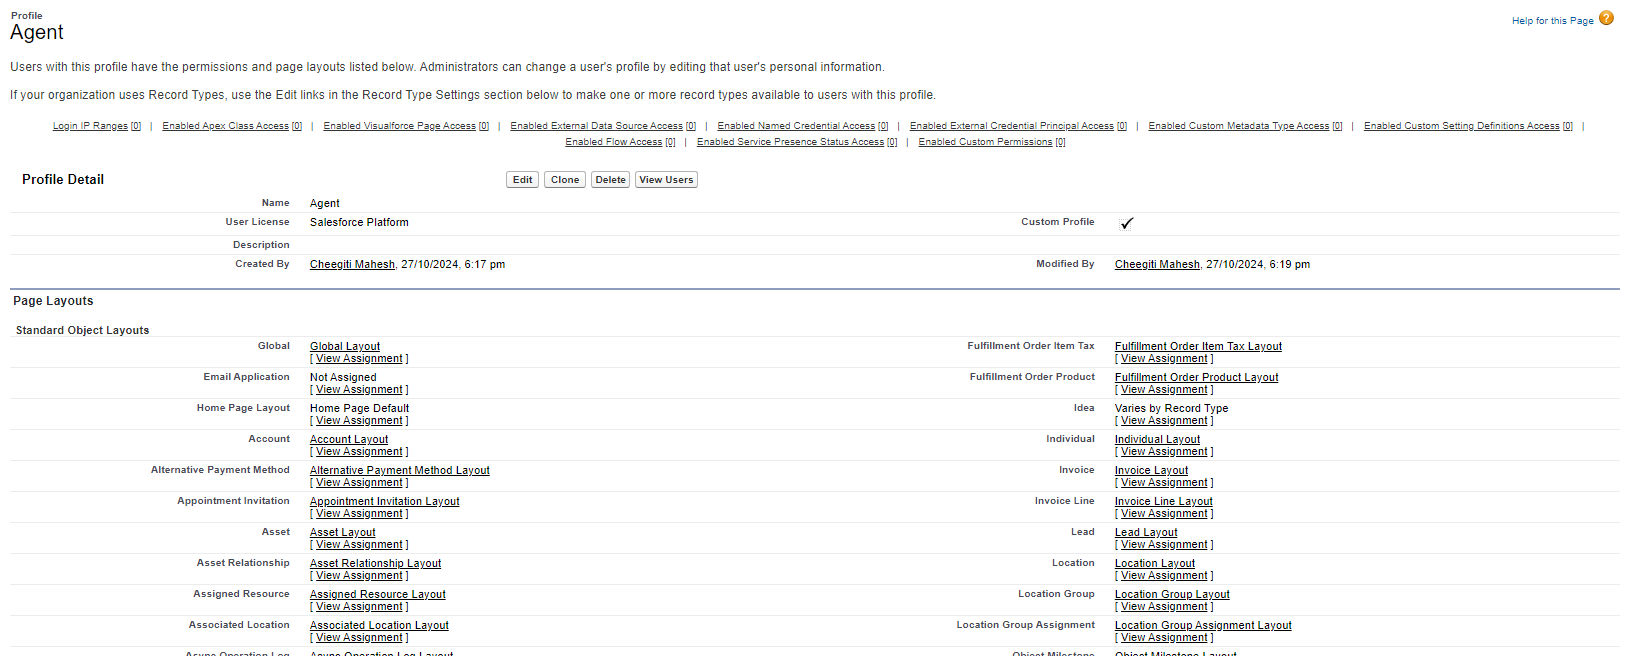 Profile
Agent
Help for this Page ?
Users with this profile have the permissions and page layouts listed below. Administrators can change a user's profile by editing that user's personal information.
If your organization uses Record Types, use the Edit links in the Record Type Settings section below to make one or more record types available to users with this profile.
Login IP Ranges [0] | Enabled Apex Class Access [0] | Enabled Visualforce Page Access [0] | Enabled External Data Source Access [0] | Enabled Named Credential Access [0] | Enabled External Credential Principal Access [0] | Enabled Custom Metadata Type Access [0] | Enabled Custom Setting Definitions Access [0] |
Enabled Flow Access [0] | Enabled Service Presence Status Access [0] | Enabled Custom Permissions [0]
Profile Detail Edit Clone Delete View Users
Name Agent
User License Salesforce Platform Custom Profile ✓
Description
Created By Cheegiti Mahesh, 27/10/2024, 6:17 pm Modified By Cheegiti Mahesh, 27/10/2024, 6:19 pm
Page Layouts
Standard Object Layouts
Global Global Layout Fulfillment Order Item Tax Fulfillment Order Item Tax Layout
[ View Assignment ] [ View Assignment ]
Email Application Not Assigned Fulfillment Order Product Fulfillment Order Product Layout
[ View Assignment ] [ View Assignment ]
Home Page Layout Home Page Default Idea Varies by Record Type
[ View Assignment ] [ View Assignment ]
Account Account Layout Individual Individual Layout
[ View Assignment ] [ View Assignment ]
Alternative Payment Method Alternative Payment Method Layout Invoice Invoice Layout
[ View Assignment ] [ View Assignment ]
Appointment Invitation Appointment Invitation Layout Invoice Line Invoice Line Layout
[ View Assignment ] [ View Assignment ]
Asset Asset Layout Lead Lead Layout
[ View Assignment ] [ View Assignment ]
Asset Relationship Asset Relationship Layout Location Location Layout
[ View Assignment ] [ View Assignment ]
Assigned Resource Assigned Resource Layout Location Group Location Group Layout
[ View Assignment ] [ View Assignment ]
Associated Location Associated Location Layout Location Group Assignment Location Group Assignment Layout
[ View Assignment ] [ View Assignment ]
Async Operation Log Async Operation Log Layout Object Milestone Object Milestone Layout